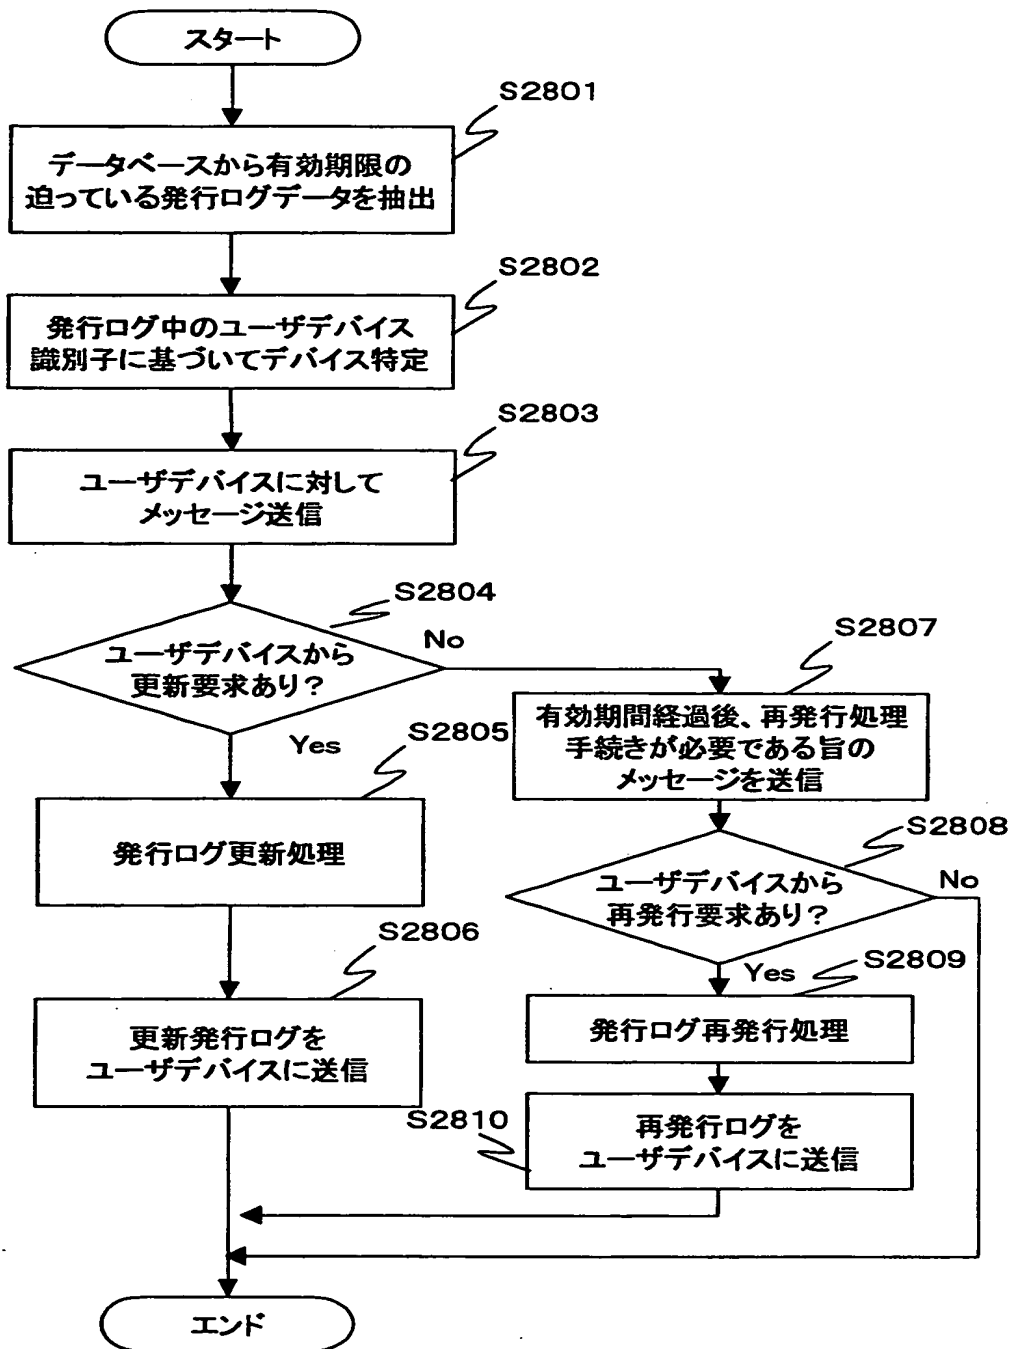 スタート
S2801
データベースから有効期限の
迫っている発行ログデータを抽出
S2802
発行ログ中のユーザデバイス
識別子に基づいてデバイス特定
S2803
ユーザデバイスに対して
メッセージ送信
S2804
ユーザデバイスから
更新要求あり?
No
Yes
S2805
発行ログ更新処理
S2806
更新発行ログを
ユーザデバイスに送信
S2807
有効期間経過後、再発行処理
手続きが必要である旨の
メッセージを送信
S2808
ユーザデバイスから
再発行要求あり?
No
Yes
S2809
発行ログ再発行処理
S2810
再発行ログを
ユーザデバイスに送信
エンド